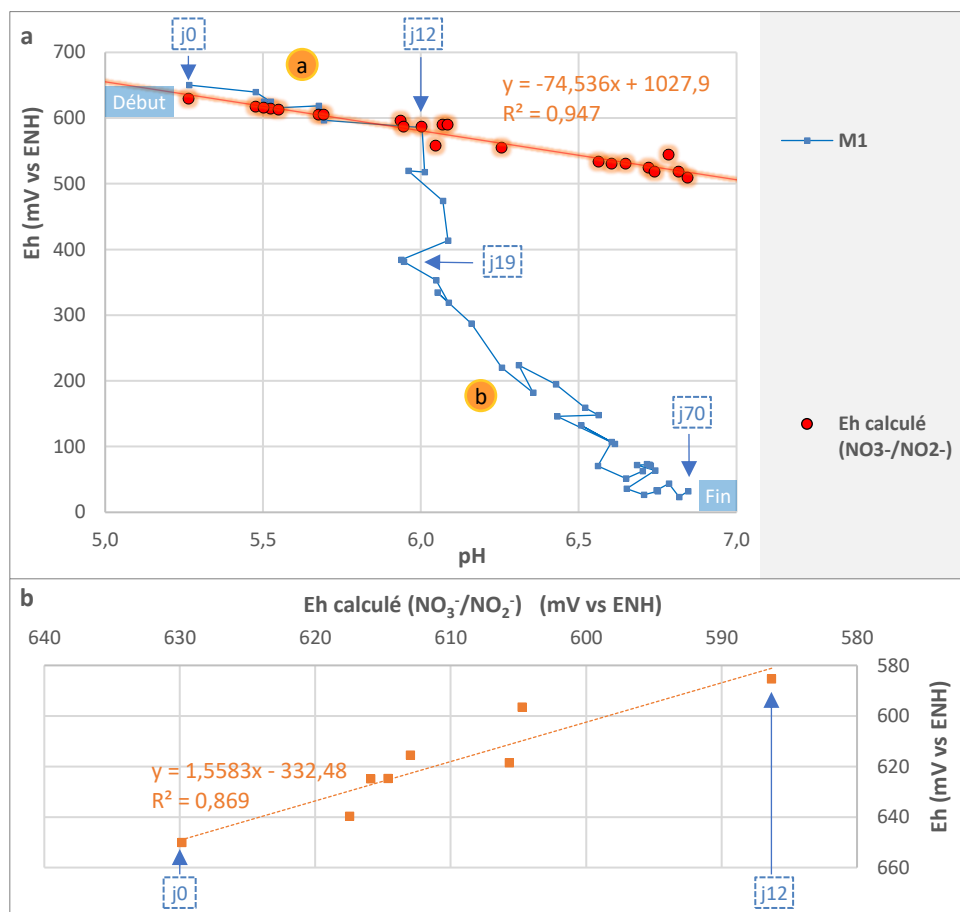 a
700
600
500
400
300
200
100
0
Eh (mV vs ENH)
5,0
5,5
6,0
6,5
7,0
pH
j0
j12
j19
j70
a
b
Début
Fin
y = -74,536x + 1027,9
R² = 0,947
M1
Eh calculé
(NO3-/NO2-)
b
Eh calculé (NO₃⁻/NO₂⁻) (mV vs ENH)
640
630
620
610
600
590
580
580
600
620
640
660
Eh (mV vs ENH)
y = 1,5583x - 332,48
R² = 0,869
j0
j12